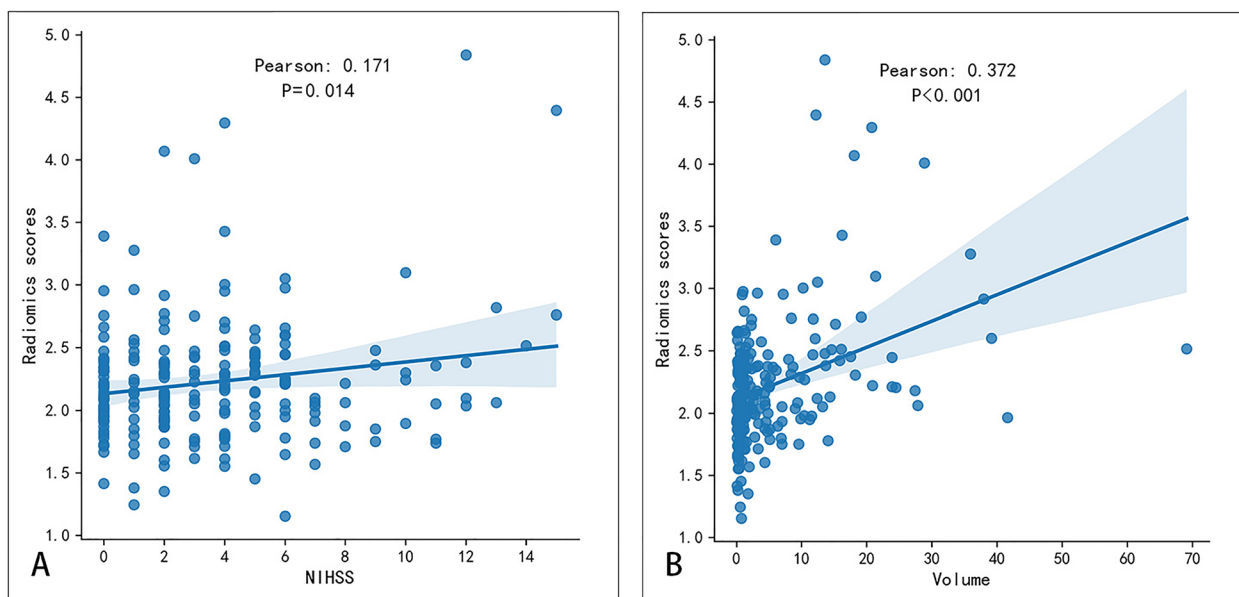 Pearson: 0.171
P=0.014
5.0
4.5
4.0
3.5
3.0
2.5
2.0
1.5
1.0
Radiomics scores
0 2 4 6 8 10 12 14
NIHSS
A
Pearson: 0.372
P<0.001
5.0
4.5
4.0
3.5
3.0
2.5
2.0
1.5
1.0
Radiomics scores
0 10 20 30 40 50 60 70
Volume
B